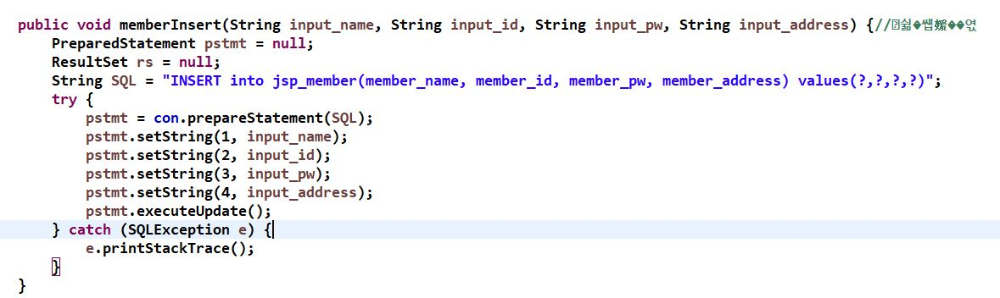 public void memberInsert(String input_name, String input_id, String input_pw, String input_address) {//
PreparedStatement pstmt = null;
ResultSet rs = null;
String SQL = "INSERT into jsp_member(member_name, member_id, member_pw, member_address) values(?,?,?,?)";
try {
pstmt = con.prepareStatement(SQL);
pstmt.setString(1, input_name);
pstmt.setString(2, input_id);
pstmt.setString(3, input_pw);
pstmt.setString(4, input_address);
pstmt.executeUpdate();
} catch (SQLException e) {
e.printStackTrace();
}
}